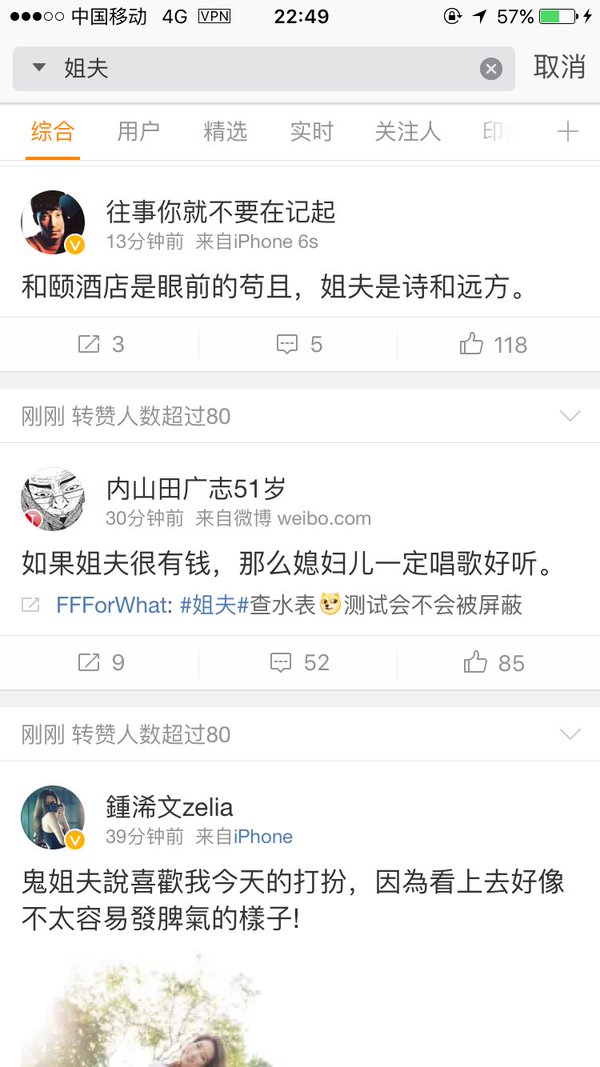 中国移动 4G VPN 22:49 57%
姐夫 取消
综合 用户 精选 实时 关注人
往事你就不要在记起
13分钟前 来自iPhone 6s
和颐酒店是眼前的苟且，姐夫是诗和远方。
3 5 118
刚刚 转赞人数超过80
内山田广志51岁
30分钟前 来自微博 weibo.com
如果姐夫很有钱，那么媳妇儿一定唱歌好听。
FFForWhat: #姐夫#查水表测试会不会被屏蔽
9 52 85
刚刚 转赞人数超过80
鍾浠文zelia
39分钟前 来自iPhone
鬼姐夫說喜歡我今天的打扮，因為看上去好像
不太容易發脾氣的樣子!